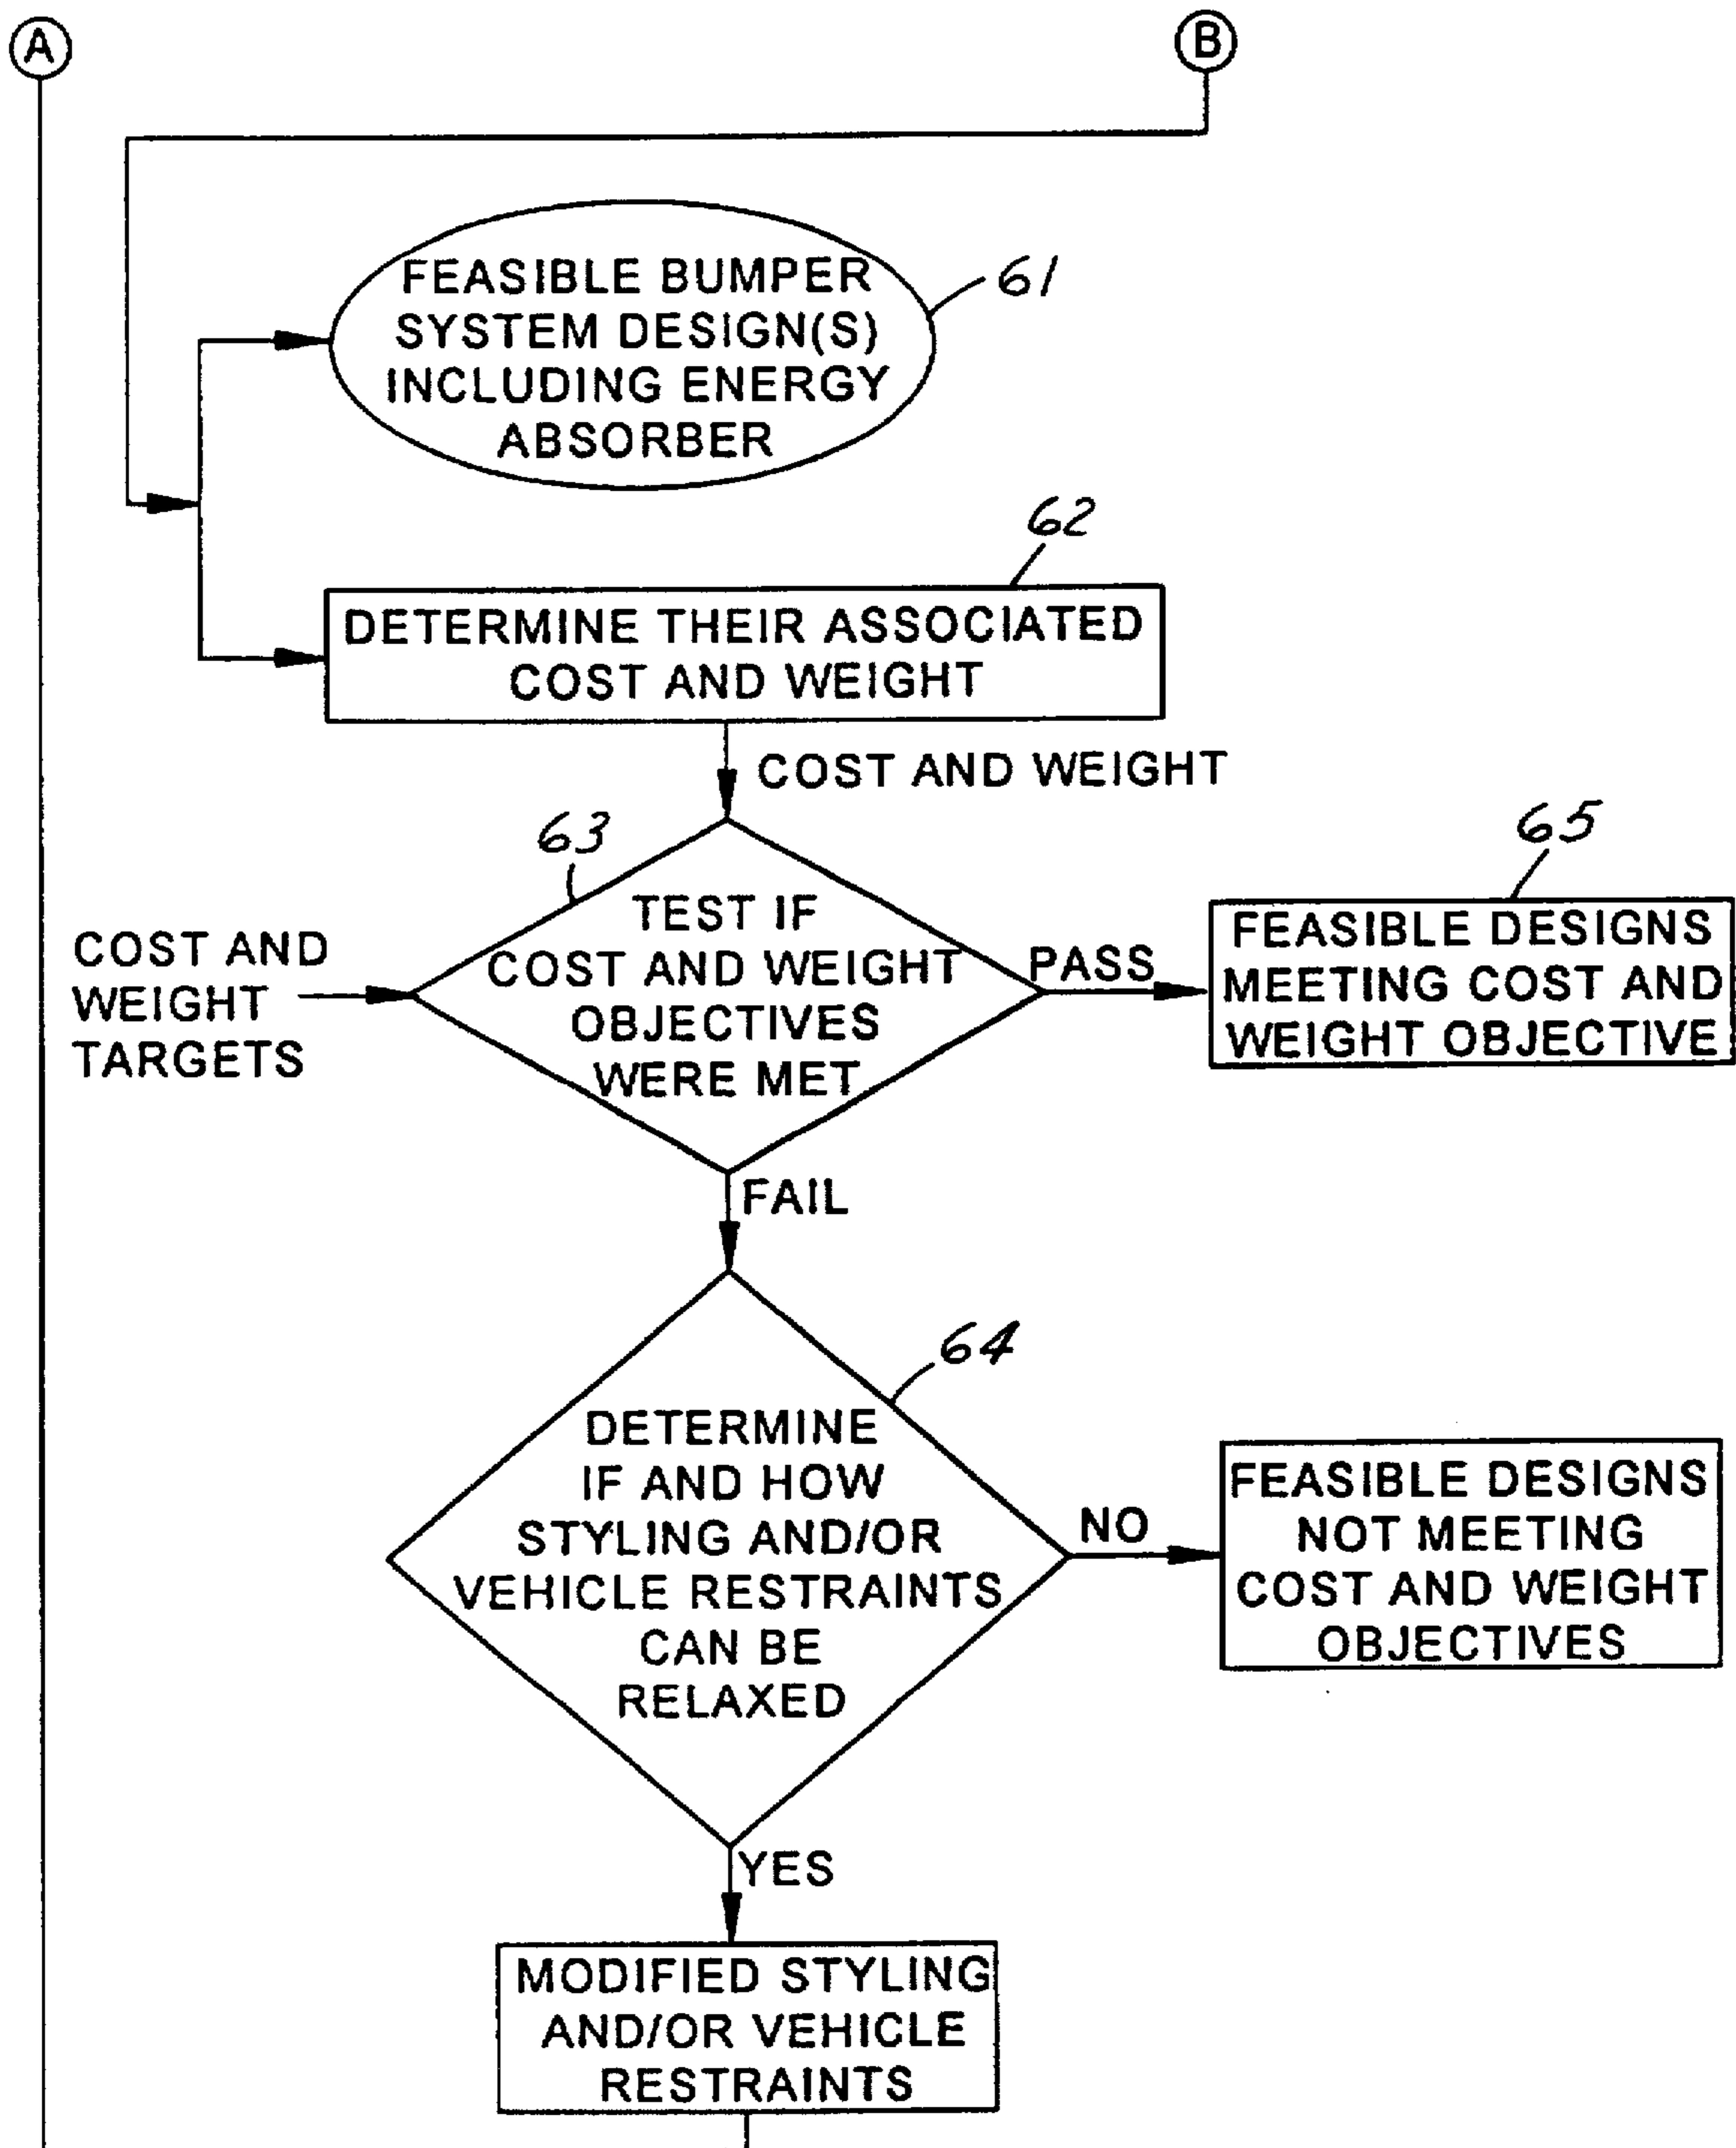 A
B
FEASIBLE BUMPER
SYSTEM DESIGN(S)
INCLUDING ENERGY
ABSORBER
61
62
DETERMINE THEIR ASSOCIATED
COST AND WEIGHT
COST AND WEIGHT
63
TEST IF
COST AND WEIGHT
OBJECTIVES
WERE MET
COST AND
WEIGHT
TARGETS
PASS
65
FEASIBLE DESIGNS
MEETING COST AND
WEIGHT OBJECTIVE
FAIL
64
DETERMINE
IF AND HOW
STYLING AND/OR
VEHICLE RESTRAINTS
CAN BE
RELAXED
NO
FEASIBLE DESIGNS
NOT MEETING
COST AND WEIGHT
OBJECTIVES
YES
MODIFIED STYLING
AND/OR VEHICLE
RESTRAINTS